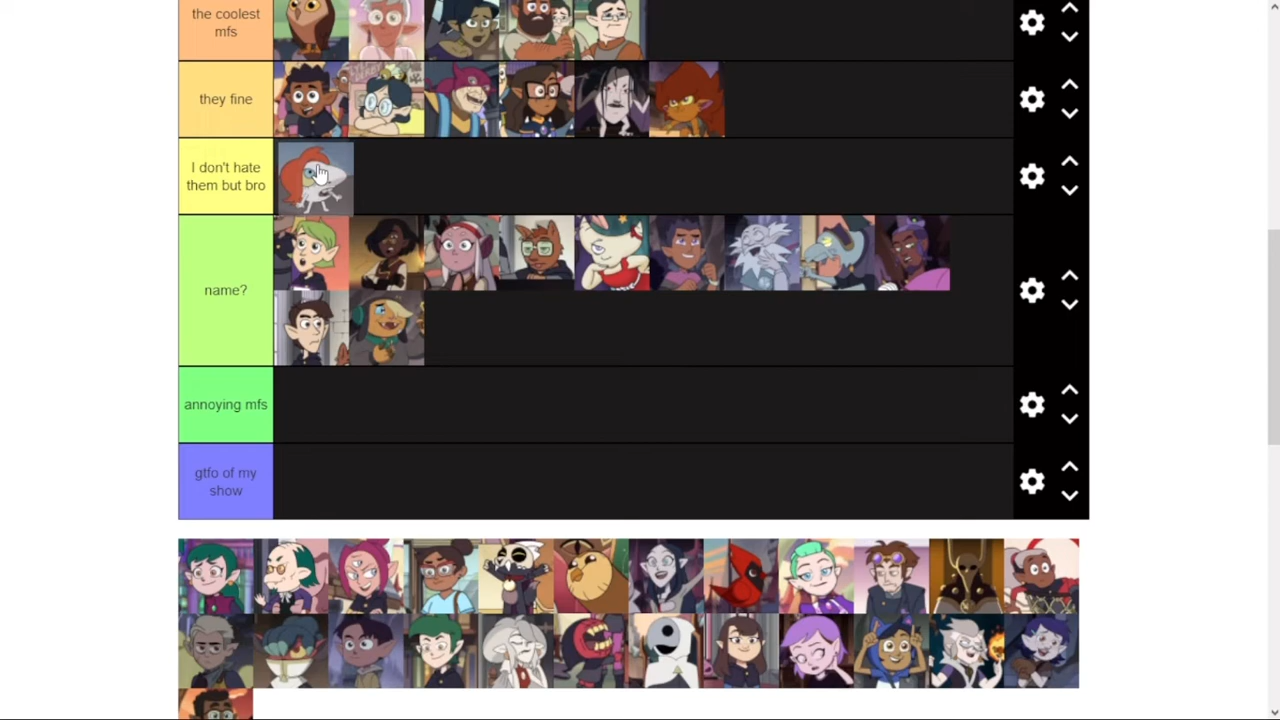 the coolest
mfs
they fine
I don't hate
them but bro
name?
annoying mfs
gtfo of my
show